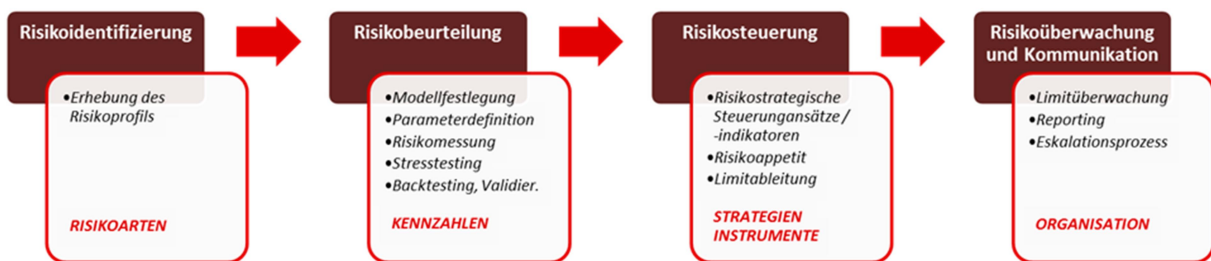 Risikoidentifizierung
•Erhebung des
Risikoprofils
RISIKOARTEN
Risikobeurteilung
•Modellfestlegung
•Parameterdefinition
•Risikomessung
•Stresstesting
•Backtesting, Validier.
KENNZAHLEN
Risikosteuerung
•Risikostrategische
Steuerungansätze /
-indikatoren
•Risikoappetit
•Limitableitung
STRATEGIEN
INSTRUMENTE
Risikoüberwachung
und Kommunikation
•Limitüberwachung
•Reporting
•Eskalationsprozess
ORGANISATION